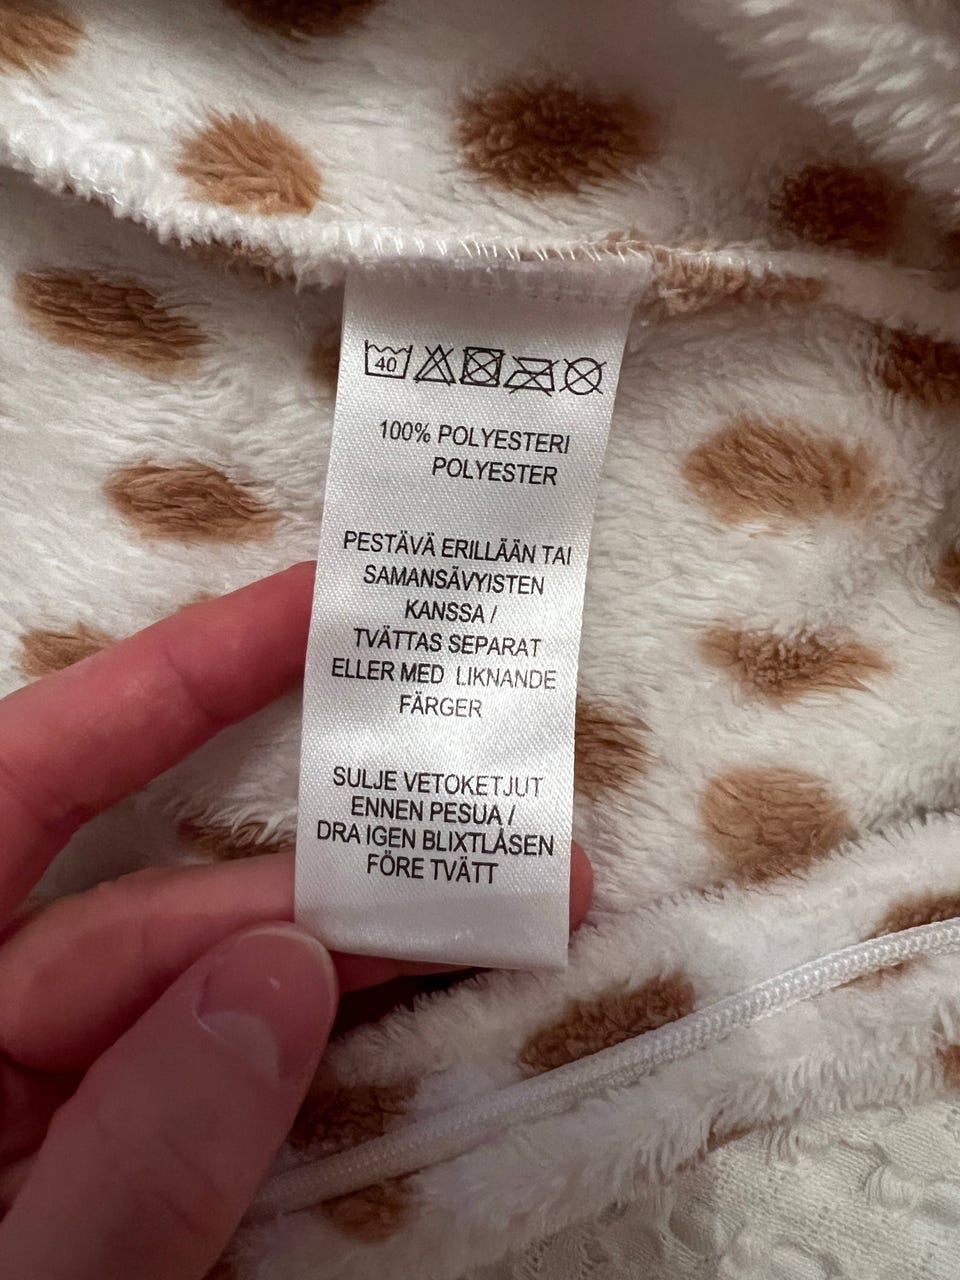 40
100% POLYESTERI
POLYESTER
PESTÄVÄ ERILLÄÄN TAI
SAMANSÄVYISTEN
KANSSA /
TVÄTTAS SEPARAT
ELLER MED LIKNANDE
FÄRGER
SULJE VETOKETJUT
ENNEN PESUA /
DRA IGEN BLIXTLÅSEN
FÖRE TVÄTT